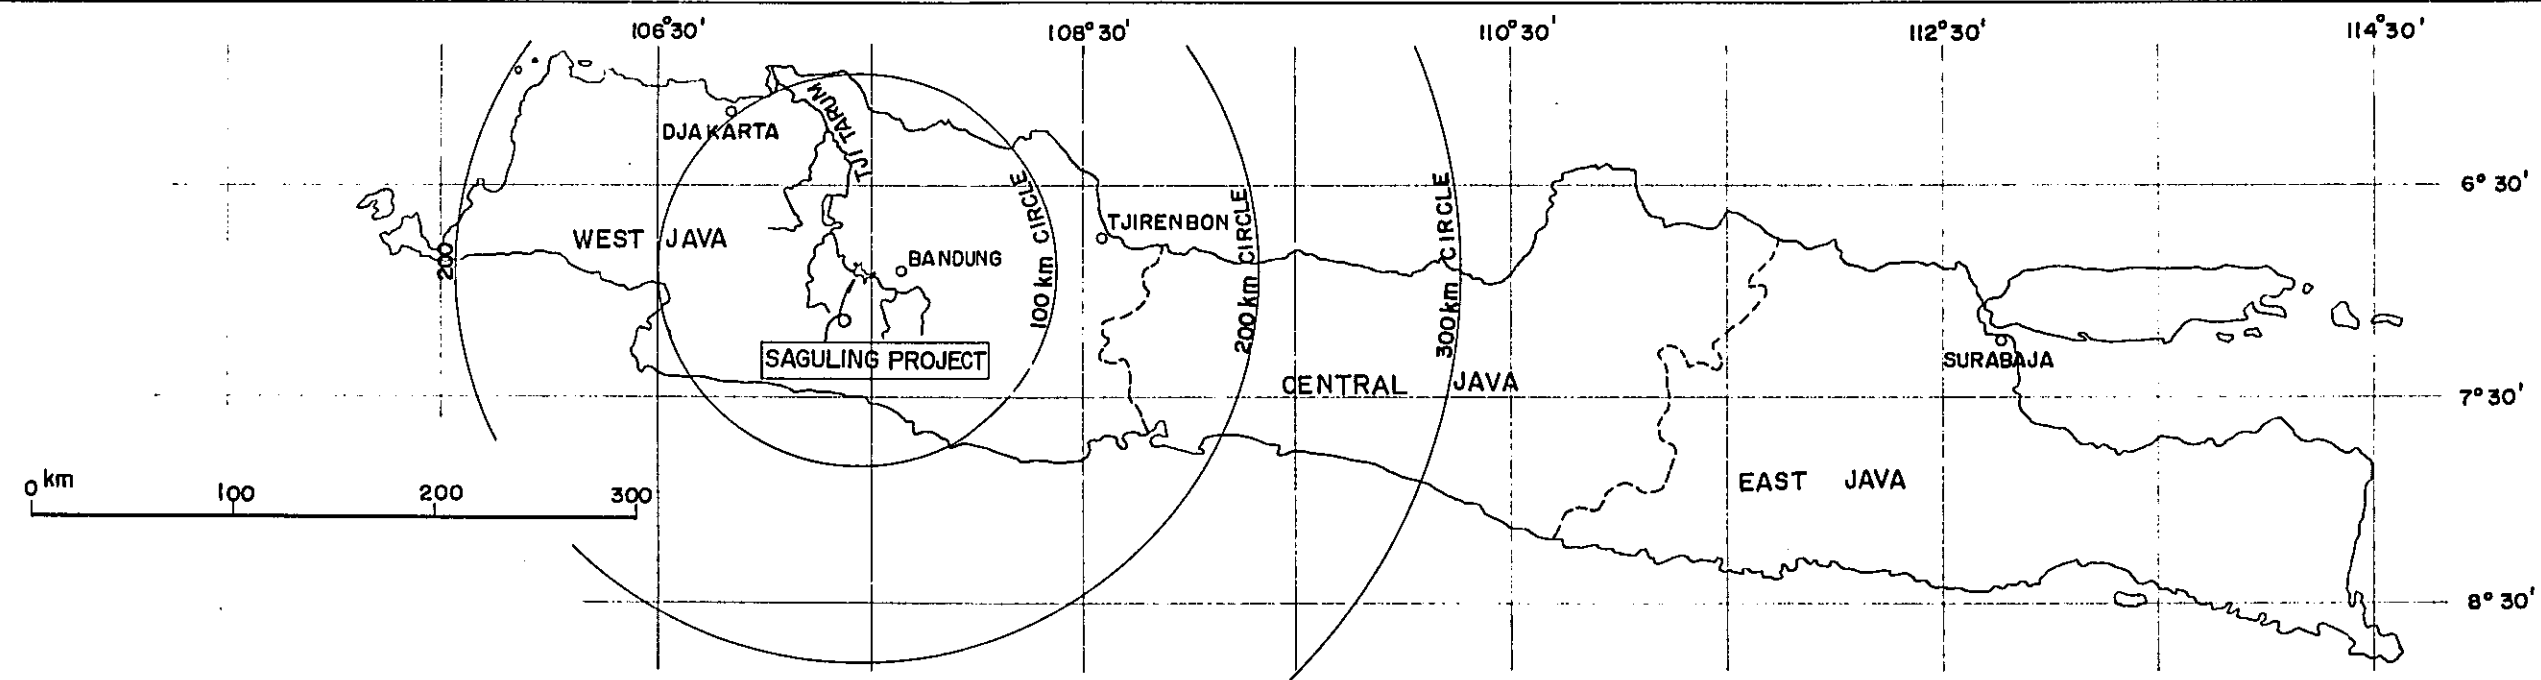 106°30' 108°30' 110°30' 112°30' 114°30'
DJAKARTA
TJI TARUM
6°30'
WEST JAVA
TJIRENBON
BANDUNG
200
100 km CIRCLE
200 km CIRCLE
300 km CIRCLE
SAGULING PROJECT
SURABAJA
CENTRAL JAVA
7°30'
EAST JAVA
0 km 100 200 300
8°30'